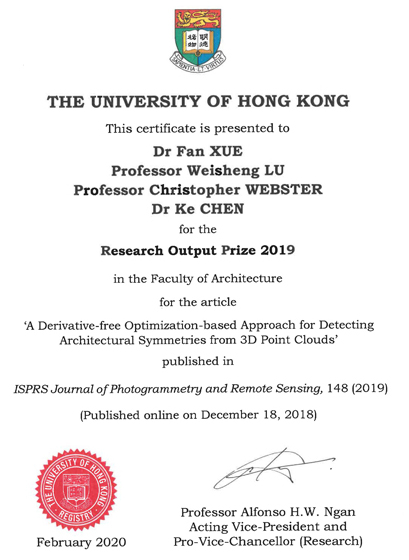 SAPIENTIA ET VIRTUS
THE UNIVERSITY OF HONG KONG
This certificate is presented to
Dr Fan XUE
Professor Weisheng LU
Professor Christopher WEBSTER
Dr Ke CHEN
for the
Research Output Prize 2019
in the Faculty of Architecture
for the article
‘A Derivative-free Optimization-based Approach for Detecting
Architectural Symmetries from 3D Point Clouds’
published in
ISPRS Journal of Photogrammetry and Remote Sensing, 148 (2019)
(Published online on December 18, 2018)
THE UNIVERSITY OF HONG KONG
REGISTRY
February 2020
Professor Alfonso H.W. Ngan
Acting Vice-President and
Pro-Vice-Chancellor (Research)